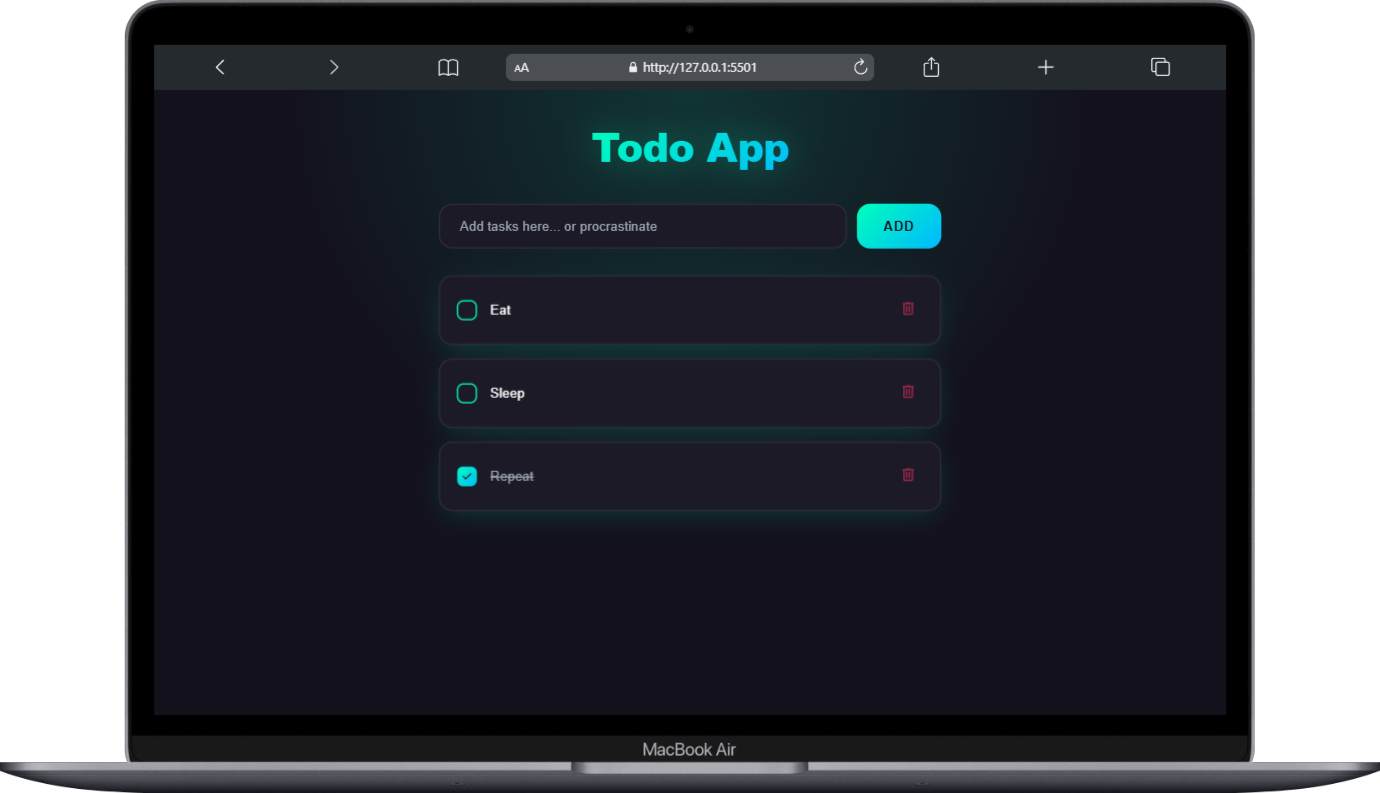 AA
http://127.0.0.1:5501
Todo App
Add tasks here... or procrastinate
ADD
Eat
Sleep
Repeat
MacBook Air